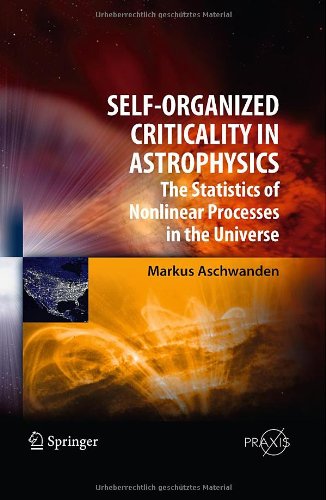 Urheberrechtlich geschütztes Material
SELF-ORGANIZED
CRITICALITY IN
ASTROPHYSICS
The Statistics of
Nonlinear Processes
in the Universe
Markus Aschwanden
Springer
PRAXIS
Urheberrechtlich geschütztes Material